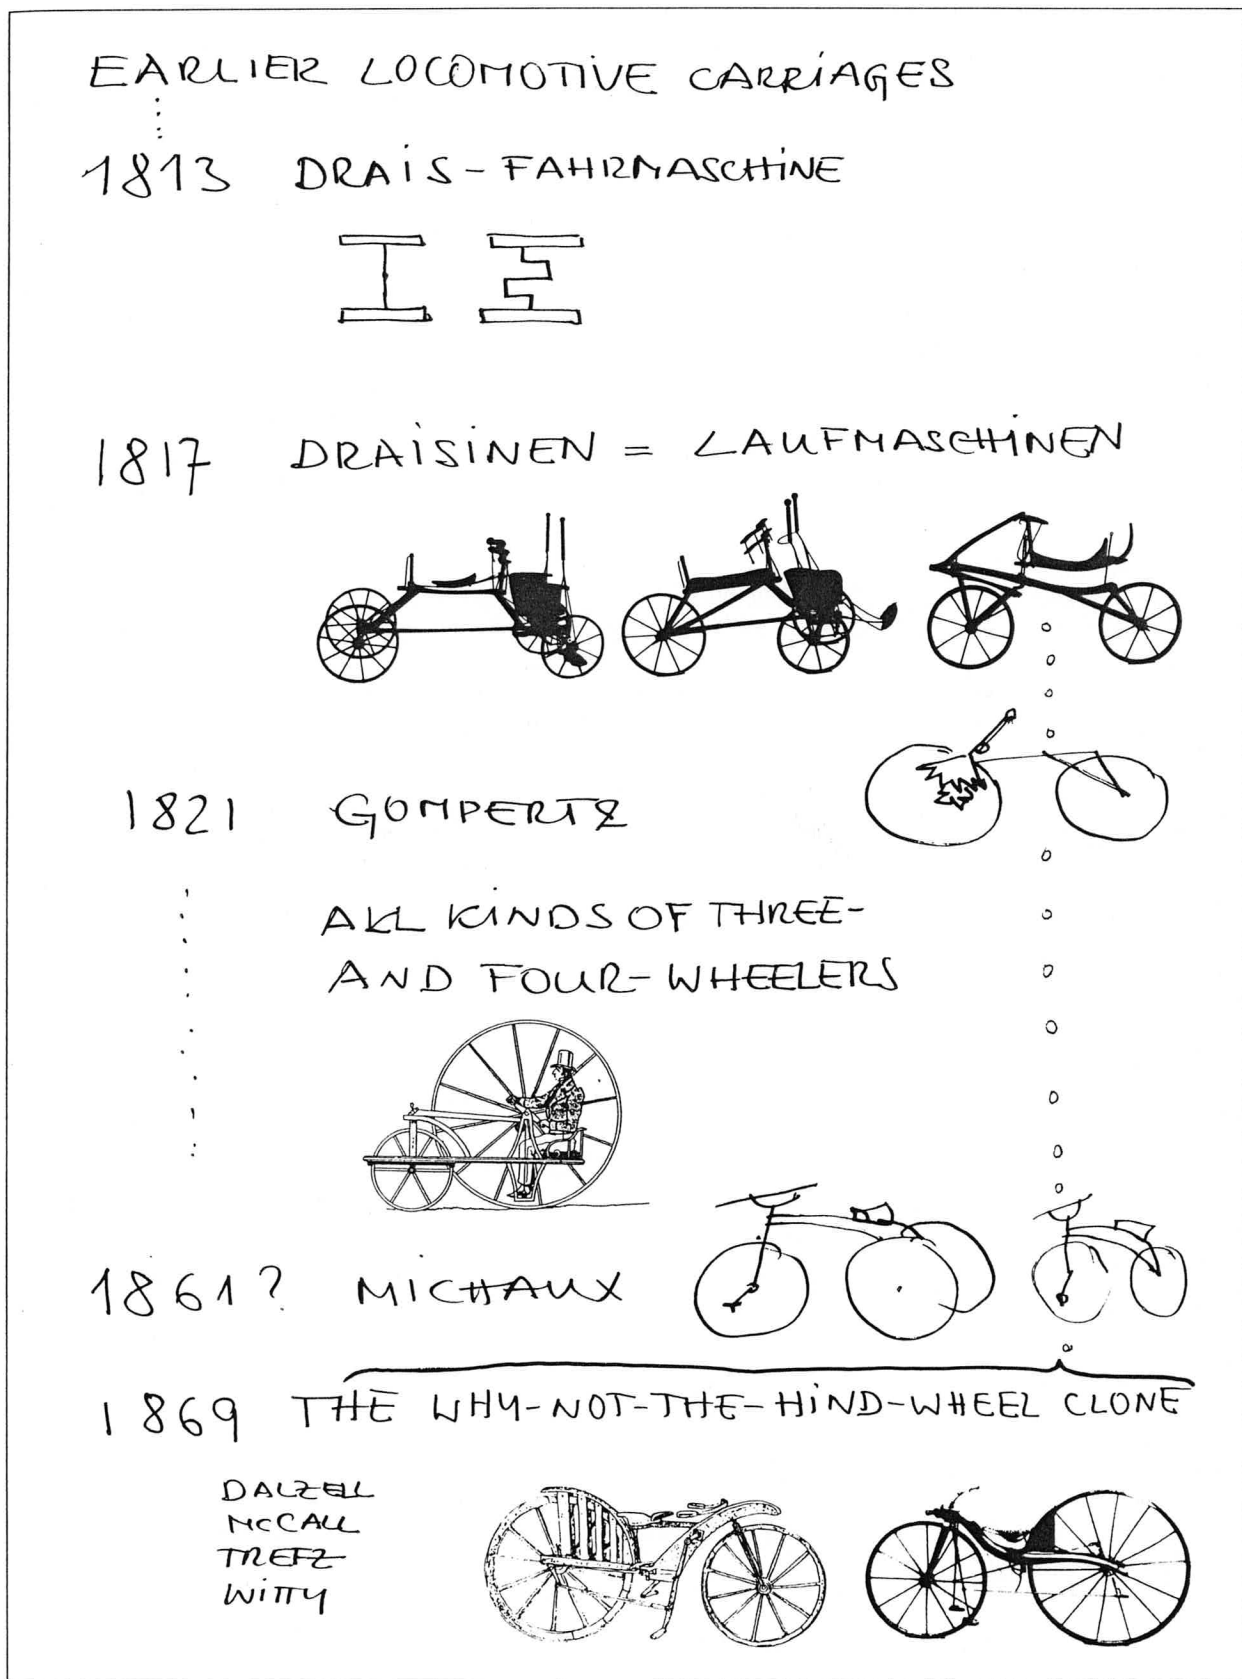 EARLIER LOCOMOTIVE CARRIAGES
1813 DRAIS-FAHRMASCHINE
1817 DRAISINEN = LAUFMASCHINEN
1821 GOMPERTZ
ALL KINDS OF THREE-
AND FOUR-WHEELERS
1861? MICHAUX
1869 THE WHY-NOT-THE-HIND-WHEEL CLONE
DALZELL
McCALL
TREFZ
WITTY